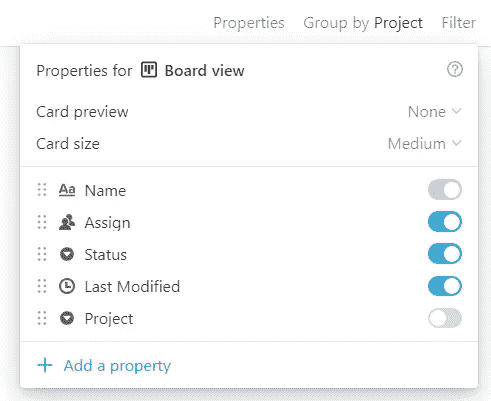 Properties Group by Project Filter
Properties for Board view ?
Card preview None
Card size Medium
Aa Name
Assign
Status
Last Modified
Project
+ Add a property